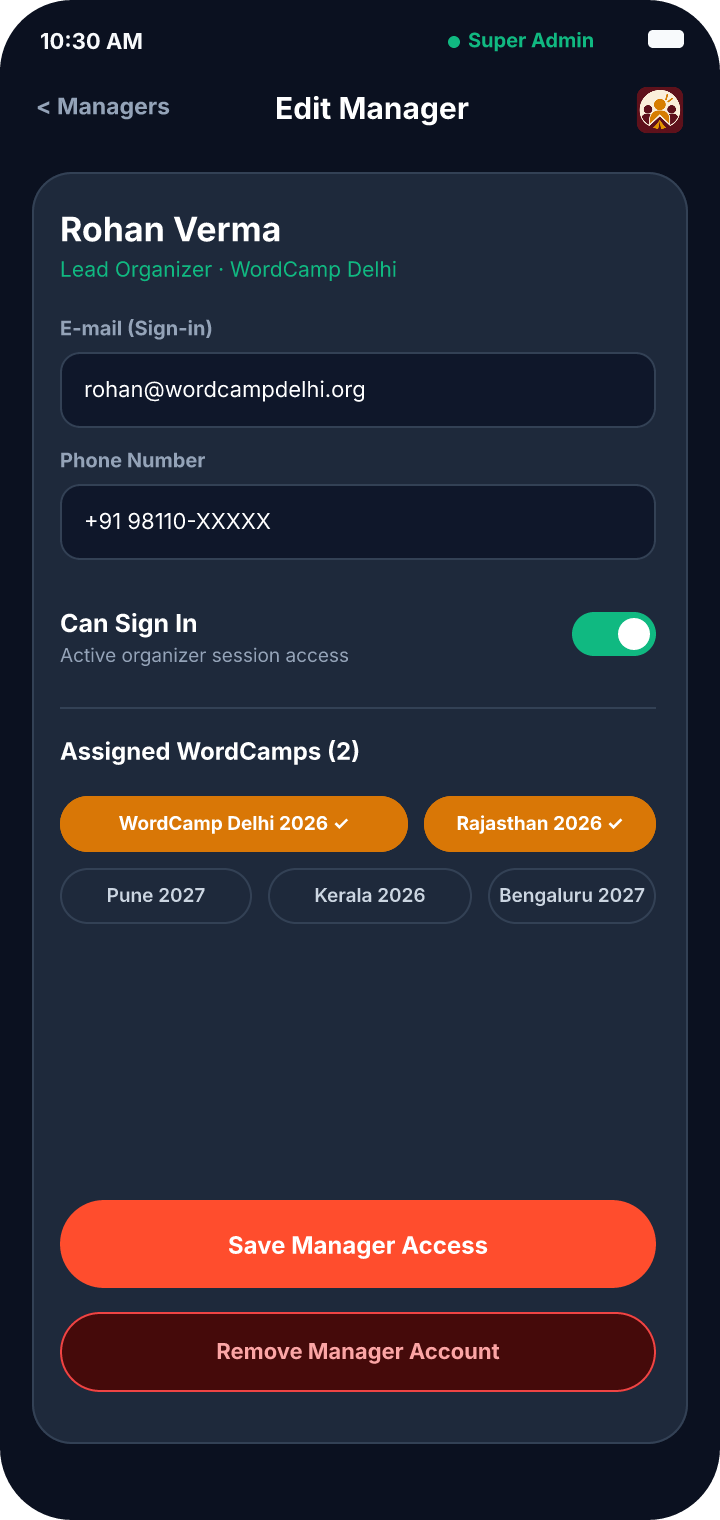 10:30 AM
● Super Admin
< Managers
Edit Manager
Rohan Verma
Lead Organizer · WordCamp Delhi
E-mail (Sign-in)
rohan@wordcampdelhi.org
Phone Number
+91 98110-XXXXX
Can Sign In
Active organizer session access
Assigned WordCamps (2)
WordCamp Delhi 2026 ✓
Rajasthan 2026 ✓
Pune 2027
Kerala 2026
Bengaluru 2027
Save Manager Access
Remove Manager Account